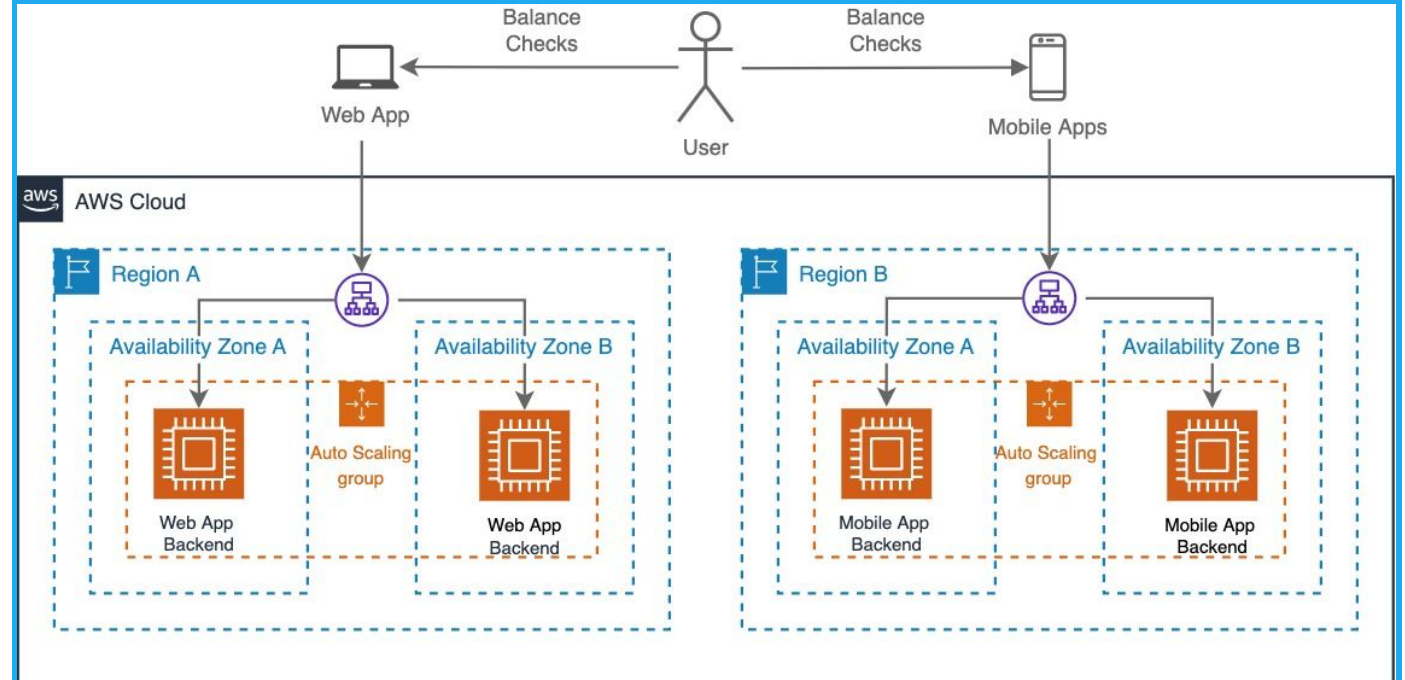 Balance
Checks
Balance
Checks
Web App
User
Mobile Apps
aws
AWS Cloud
Region A
Availability Zone A
Availability Zone B
Auto Scaling
group
Web App
Backend
Web App
Backend
Region B
Availability Zone A
Availability Zone B
Auto Scaling
group
Mobile App
Backend
Mobile App
Backend